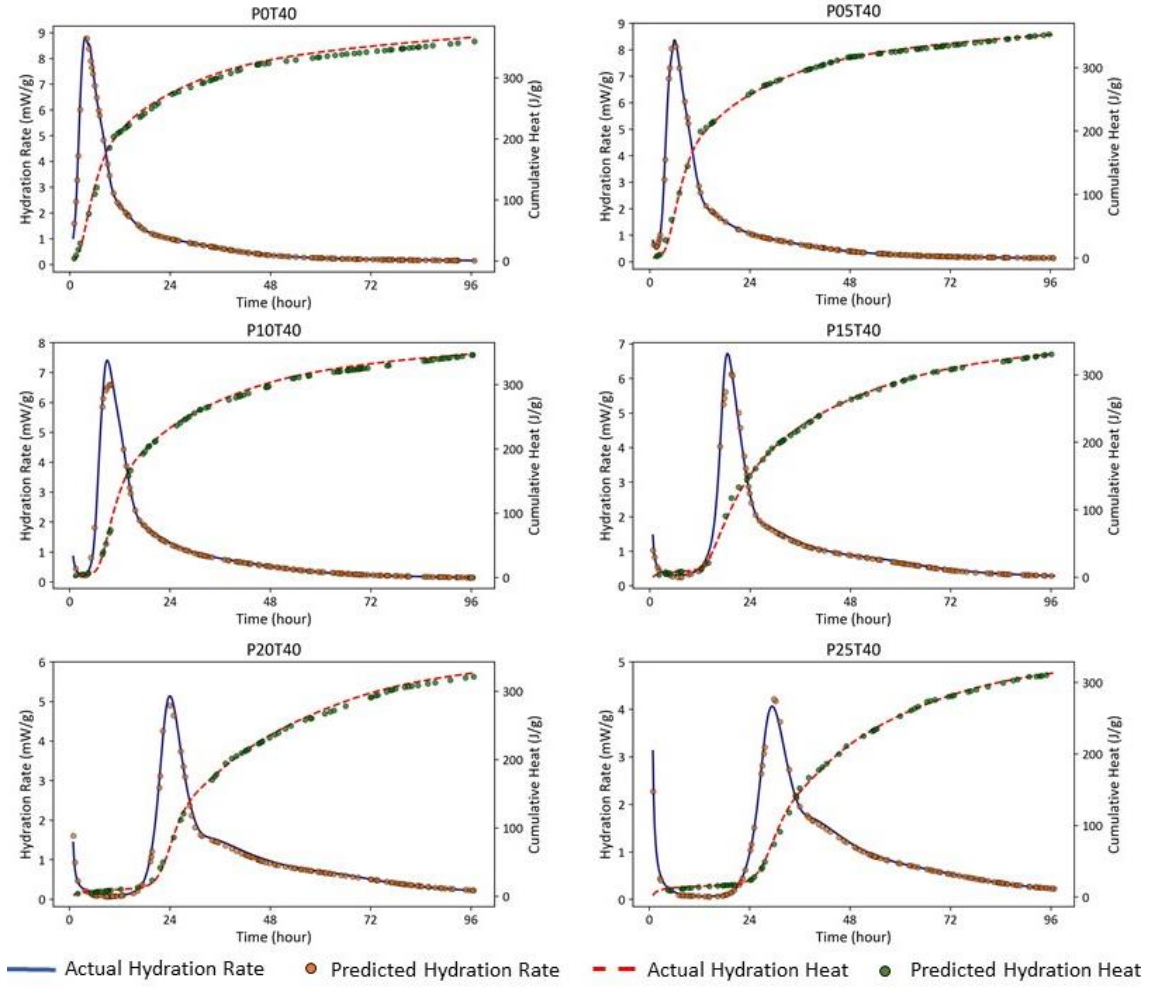 P0T40
Hydration Rate (mW/g)
9
8
7
6
5
4
3
2
1
0
0 24 48 72 96
Time (hour)
300
200
100
0
Cumulative Heat (J/g)
P05T40
Hydration Rate (mW/g)
9
8
7
6
5
4
3
2
1
0
0 24 48 72 96
Time (hour)
300
200
100
0
Cumulative Heat (J/g)
P10T40
Hydration Rate (mW/g)
8
7
6
5
4
3
2
1
0
0 24 48 72 96
Time (hour)
300
200
100
0
Cumulative Heat (J/g)
P15T40
Hydration Rate (mW/g)
7
6
5
4
3
2
1
0
0 24 48 72 96
Time (hour)
300
200
100
0
Cumulative Heat (J/g)
P20T40
Hydration Rate (mW/g)
6
5
4
3
2
1
0
0 24 48 72 96
Time (hour)
300
200
100
0
Cumulative Heat (J/g)
P25T40
Hydration Rate (mW/g)
5
4
3
2
1
0
0 24 48 72 96
Time (hour)
300
200
100
0
Cumulative Heat (J/g)
Actual Hydration Rate Predicted Hydration Rate Actual Hydration Heat Predicted Hydration Heat